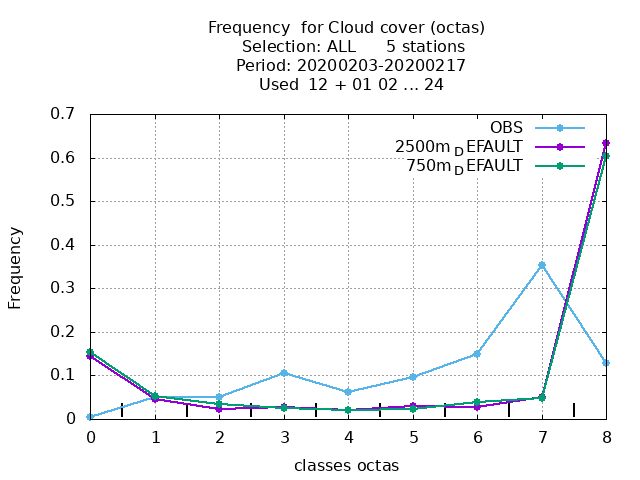 Frequency  for Cloud cover (octas)
Selection: ALL      5 stations
Period: 20200203-20200217
Used  12 + 01 02 ... 24
0.7
0.6
0.5
0.4
0.3
0.2
0.1
0
Frequency
OBS
2500m_DEFAULT
750m_DEFAULT
0 1 2 3 4 5 6 7 8
classes octas